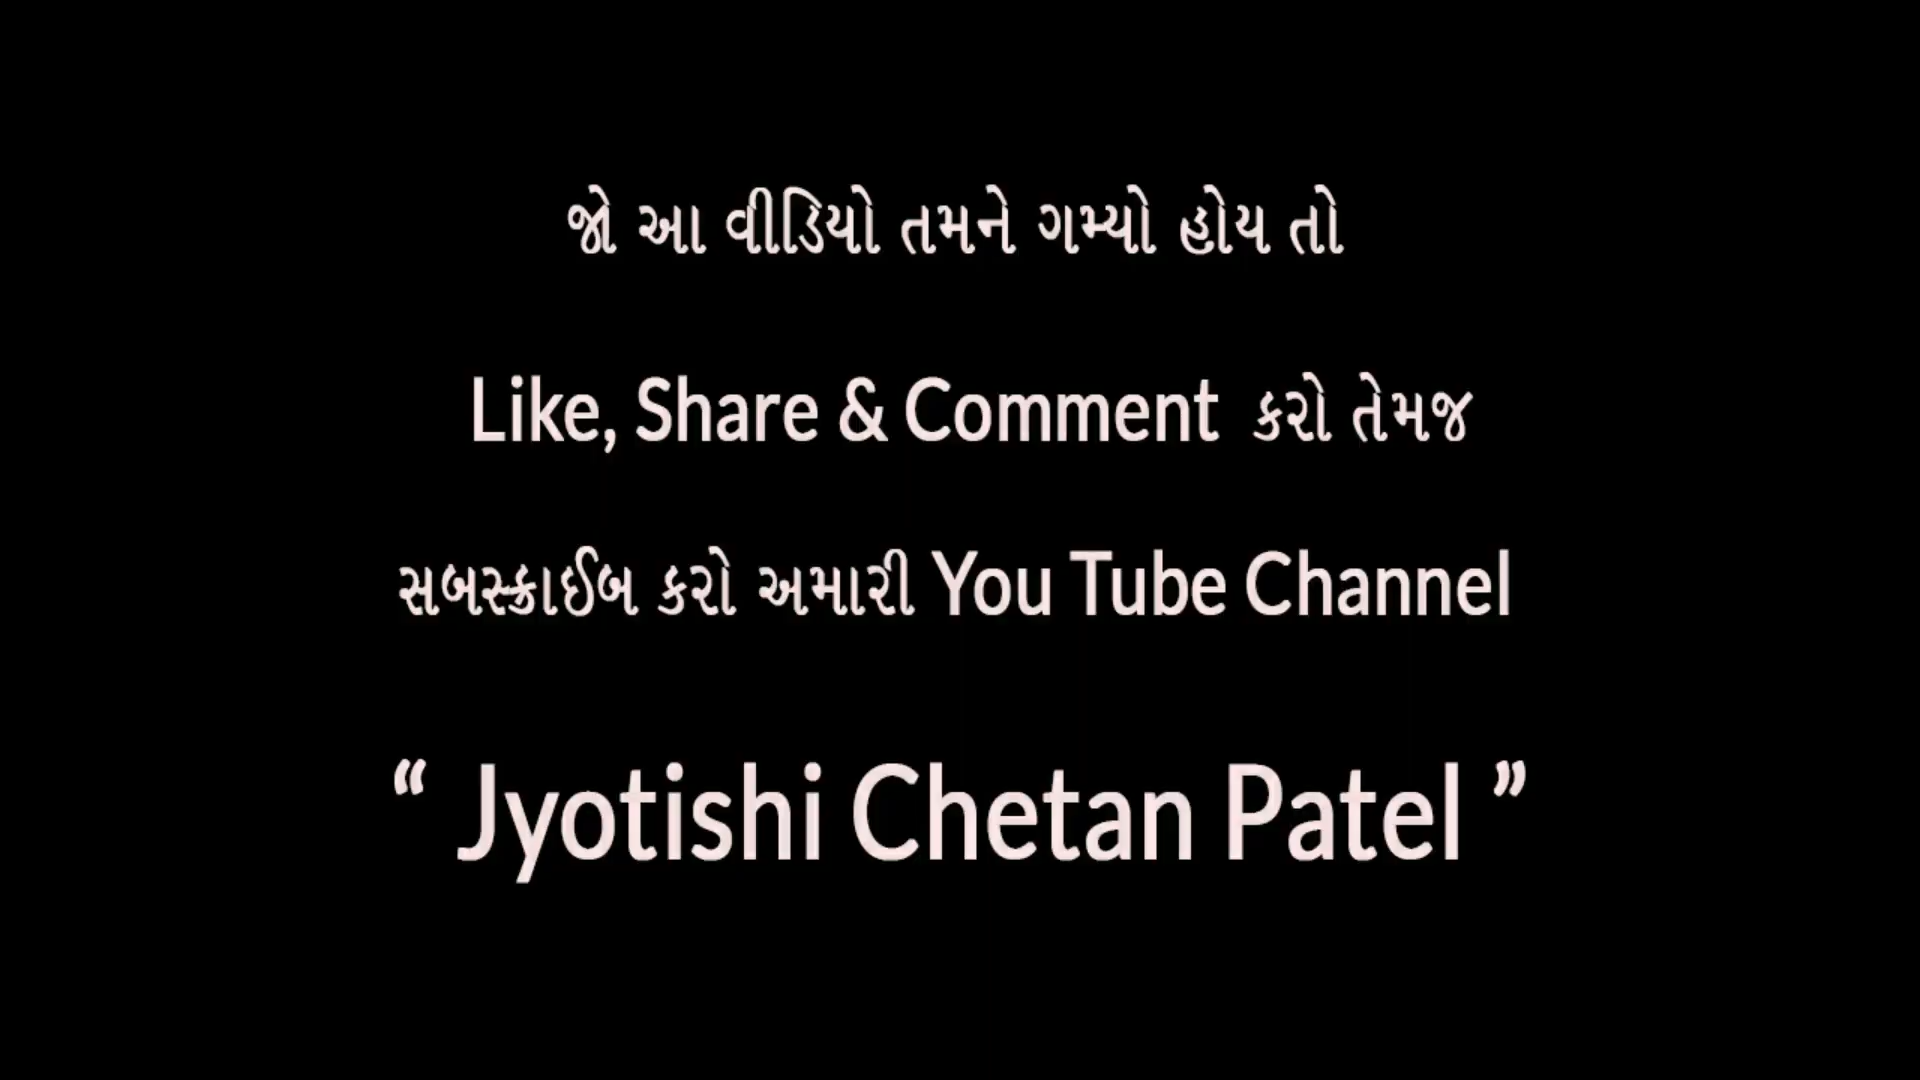 જો આ વીડિયો તમને ગમ્યો હોય તો
Like, Share & Comment કરો તેમજ
સબસ્ક્રાઈબ કરો અમારી You Tube Channel
“ Jyotishi Chetan Patel ”